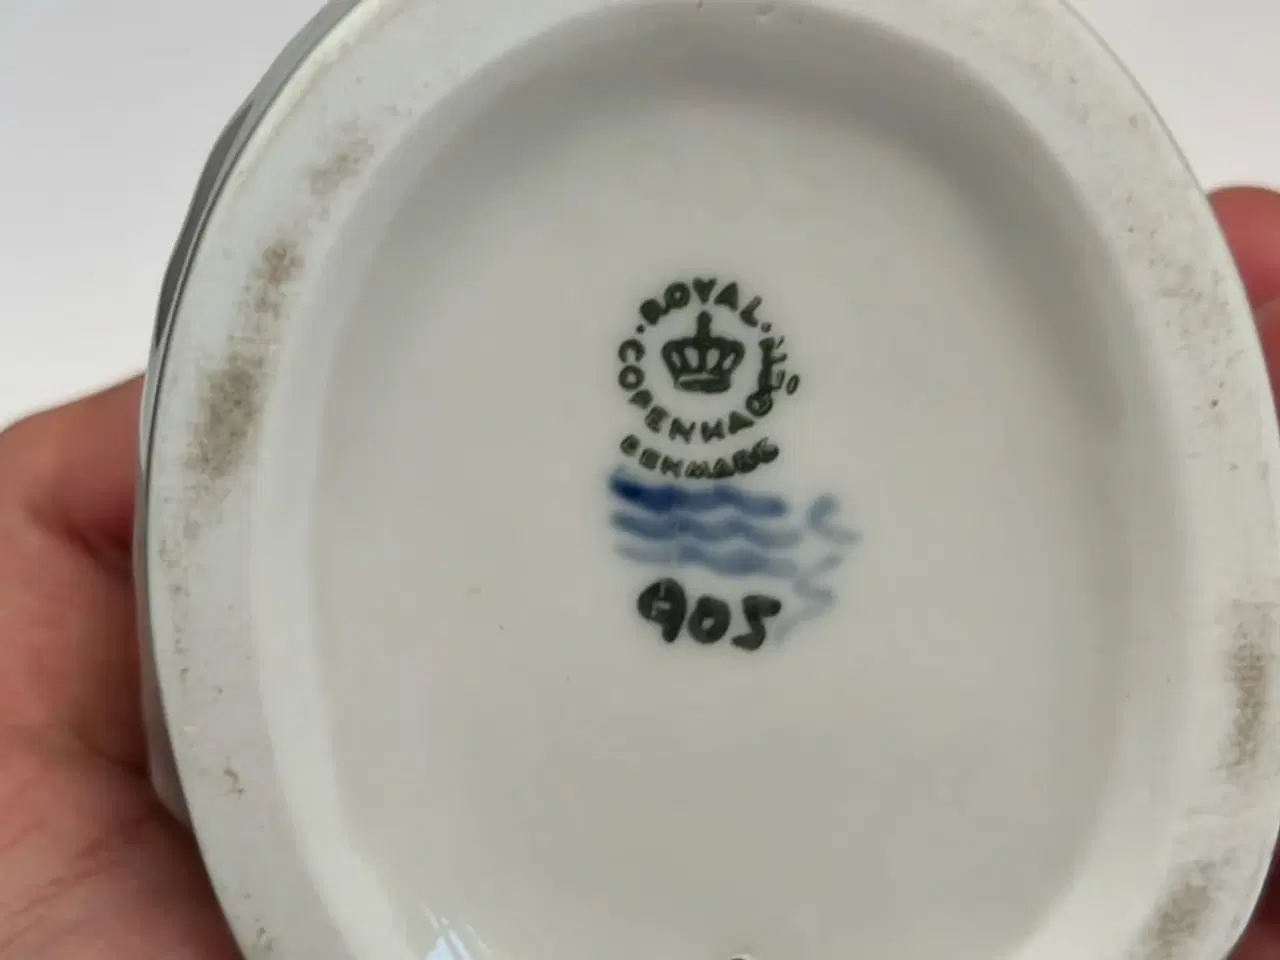 ROYAL
COPENHAGEN
DENMARK
905